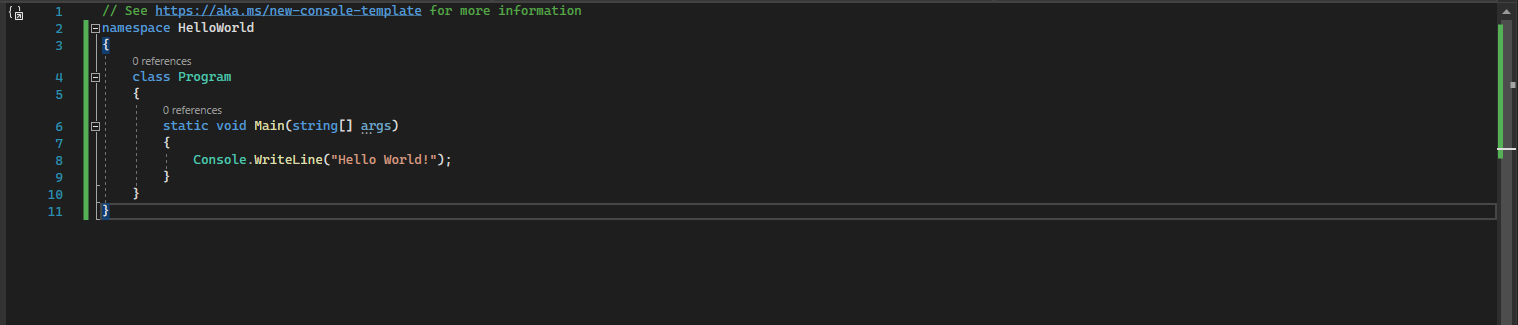 1 // See https://aka.ms/new-console-template for more information
2 namespace HelloWorld
3 {
0 references
4 class Program
5 {
0 references
6 static void Main(string[] args)
7 {
8 Console.WriteLine("Hello World!");
9 }
10 }
11 }